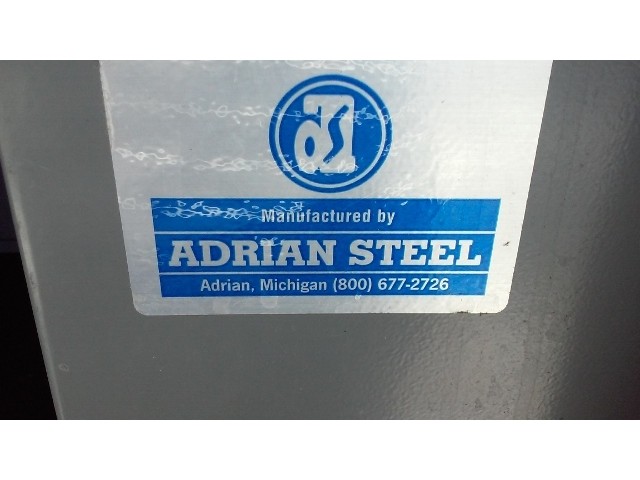 Manufactured by
ADRIAN STEEL
Adrian, Michigan (800) 677-2726